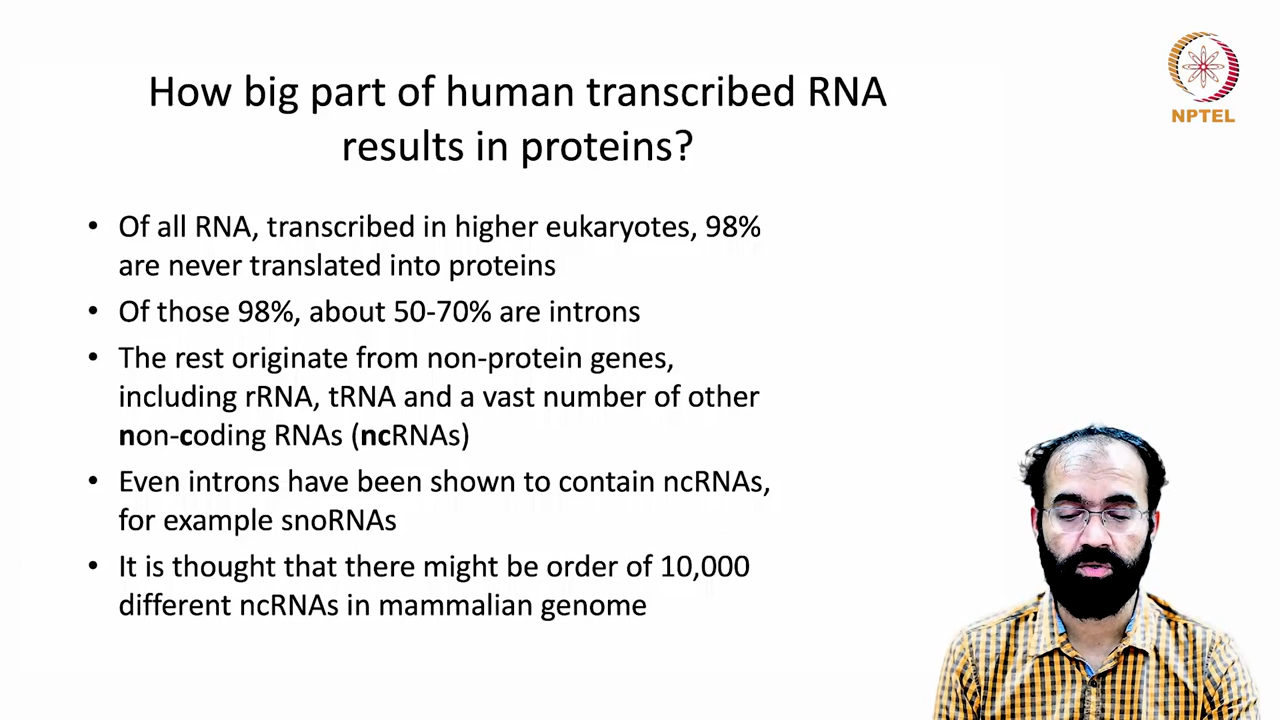 How big part of human transcribed RNA
results in proteins?
NPTEL
• Of all RNA, transcribed in higher eukaryotes, 98%
are never translated into proteins
• Of those 98%, about 50-70% are introns
• The rest originate from non-protein genes,
including rRNA, tRNA and a vast number of other
non-coding RNAs (ncRNAs)
• Even introns have been shown to contain ncRNAs,
for example snoRNAs
• It is thought that there might be order of 10,000
different ncRNAs in mammalian genome